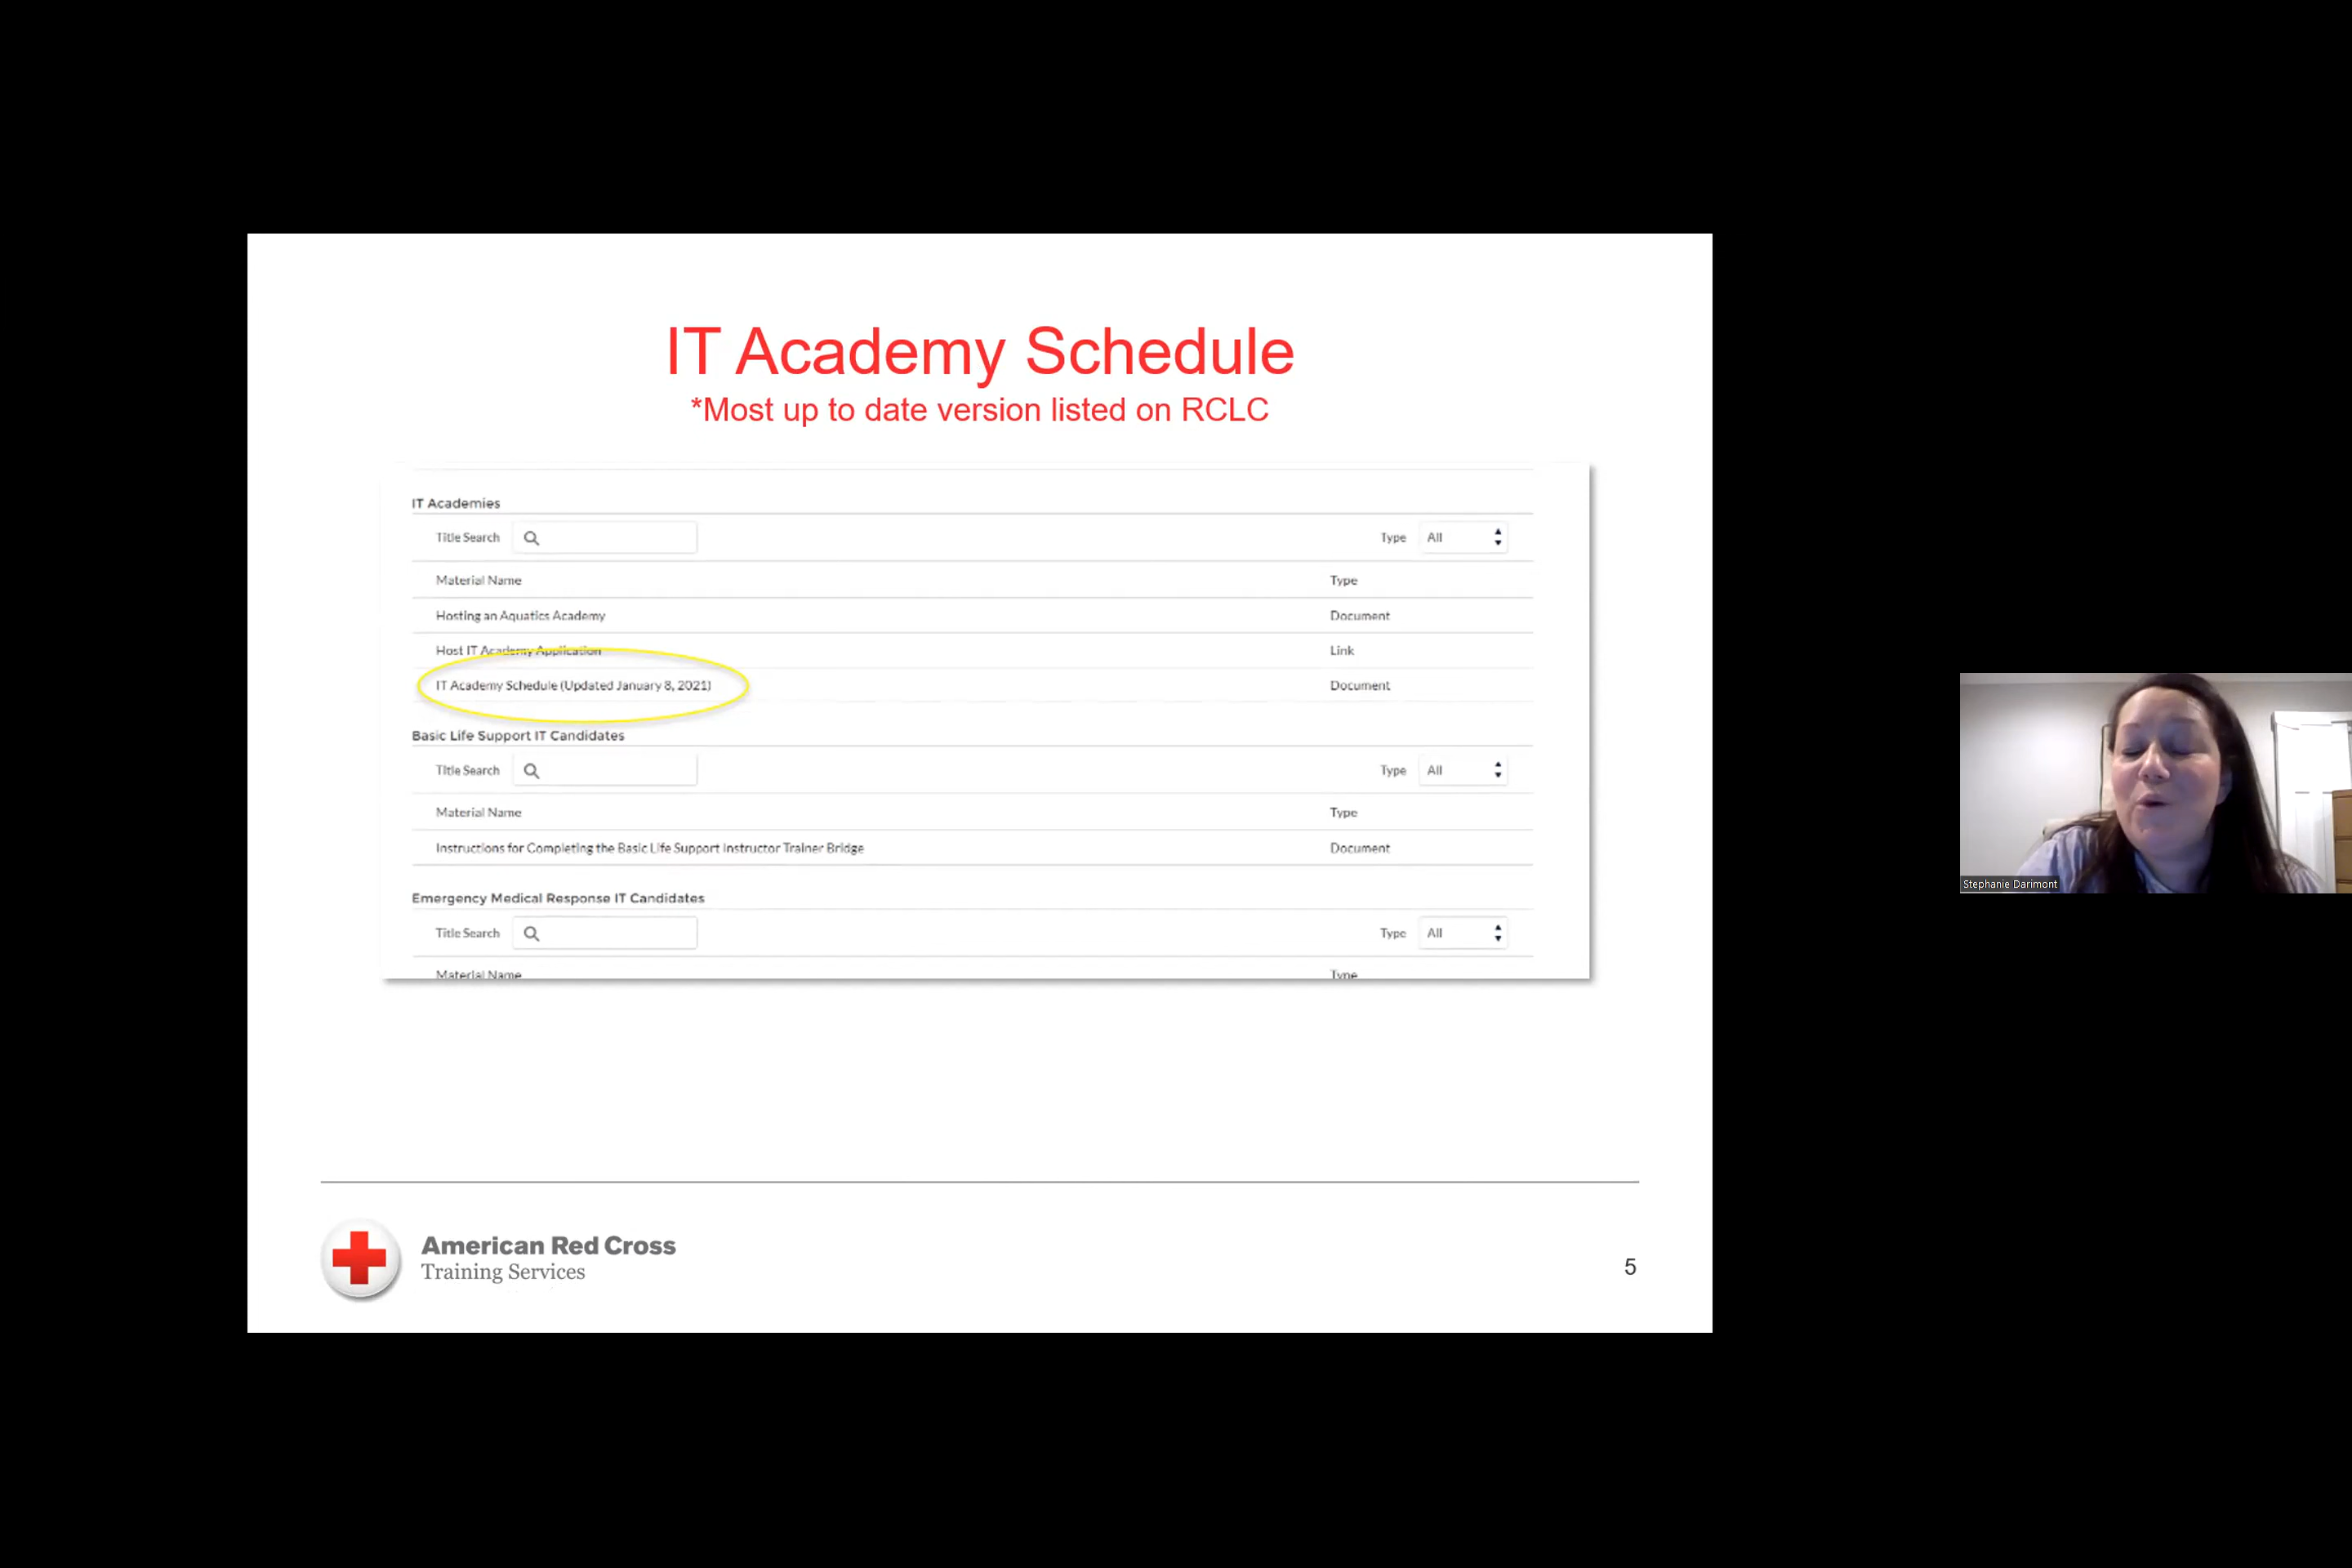 IT Academy Schedule
*Most up to date version listed on RCLC
IT Academies
Title Search
Type All
Material Name Type
Hosting an Aquatics Academy Document
Host IT Academy Application Link
IT Academy Schedule (Updated January 8, 2021) Document
Basic Life Support IT Candidates
Title Search
Type All
Material Name Type
Instructions for Completing the Basic Life Support Instructor Trainer Bridge Document
Emergency Medical Response IT Candidates
Title Search
Type All
Material Name Type
Stephanie Darimont
American Red Cross
Training Services
5